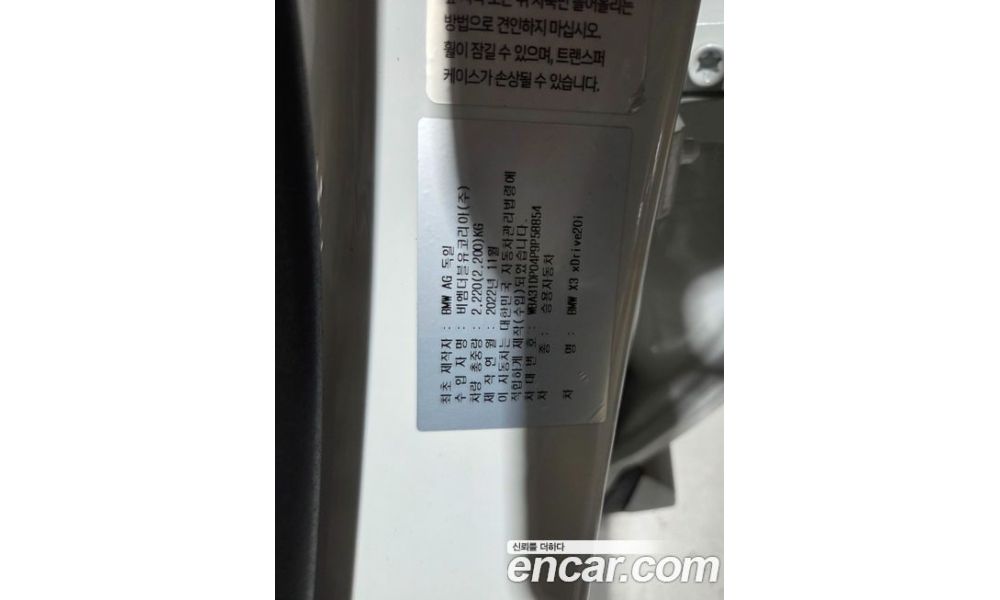 방법으로 견인하지 마십시오.
휠이 잠길 수 있으며, 트랜스퍼
케이스가 손상될 수 있습니다.
최초 제작자 : BMW AG 독일
수 입 자 명 : 비엠더블유코리아(주)
차량 총중량 : 2,220(2,200)KG
제 작 연 월 : 2022년 11월
이 자동차는 대한민국 자동차관리법령에
적합하게 제작(수입)되었습니다.
차 대 번 호 : WBA31DP04P9P58854
차 종 : 승용자동차
차 명 : BMW X3 xDrive20i
신뢰를 더하다
encar.com